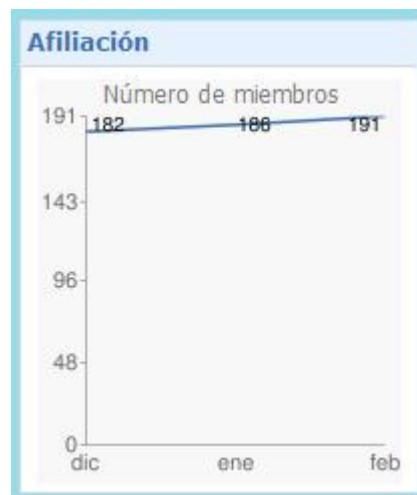 Afiliación
Número de miembros
191
182
186
191
143
96
48
0
dic
ene
feb